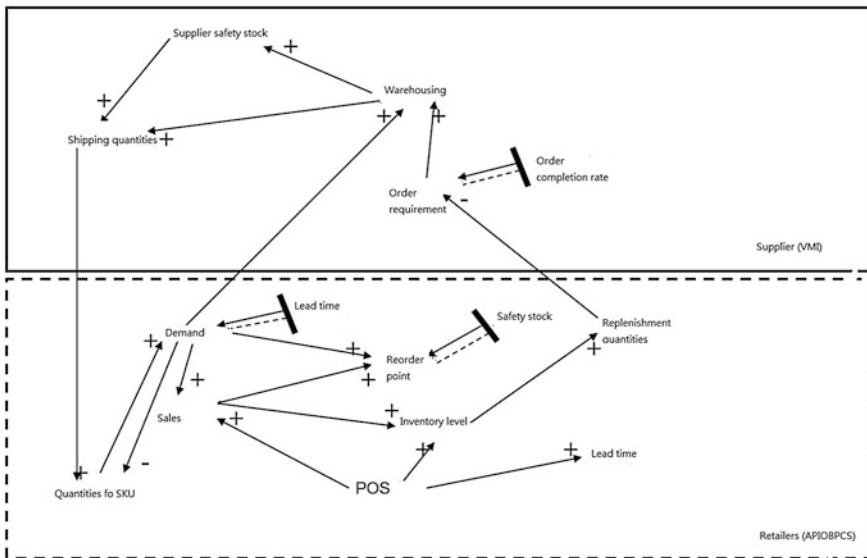 Supplier safety stock
+
Warehousing
+
+
+
Shipping quantities
+
Order
completion rate
Order
requirement
-
Supplier (VMI)
Lead time
Safety stock
Demand
Replenishment
quantities
+
+
+
Reorder
point
+
+
Sales
+
+
Inventory level
+
+
Lead time
-
+
Quantities fo SKU
POS
Retailers (APIOBPCS)